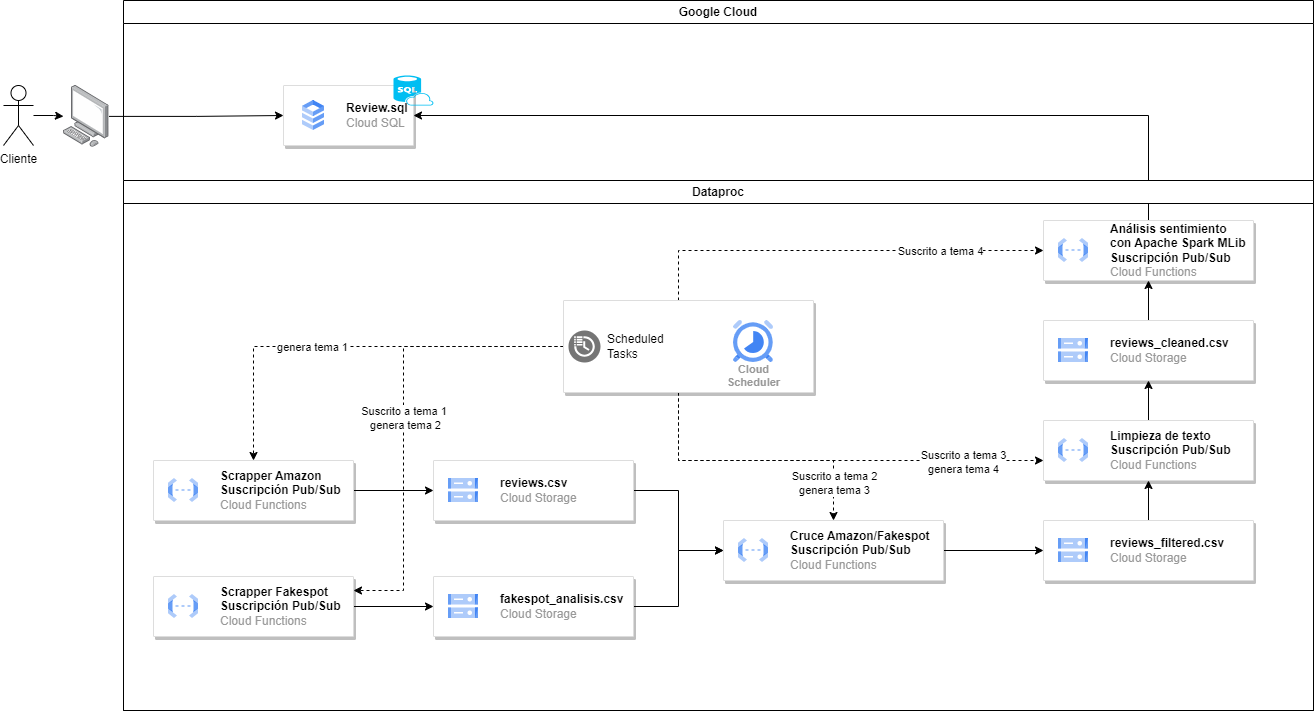 Google Cloud
SQL
Review.sql
Cloud SQL
Cliente
Dataproc
Análisis sentimiento
con Apache Spark MLib
Suscripción Pub/Sub
Cloud Functions
Suscrito a tema 4
Scheduled
Tasks
Cloud
Scheduler
reviews_cleaned.csv
Cloud Storage
genera tema 1
Suscrito a tema 1
genera tema 2
Limpieza de texto
Suscripción Pub/Sub
Cloud Functions
Suscrito a tema 3
genera tema 4
Suscrito a tema 2
genera tema 3
Scrapper Amazon
Suscripción Pub/Sub
Cloud Functions
reviews.csv
Cloud Storage
Cruce Amazon/Fakespot
Suscripción Pub/Sub
Cloud Functions
reviews_filtered.csv
Cloud Storage
Scrapper Fakespot
Suscripción Pub/Sub
Cloud Functions
fakespot_analisis.csv
Cloud Storage